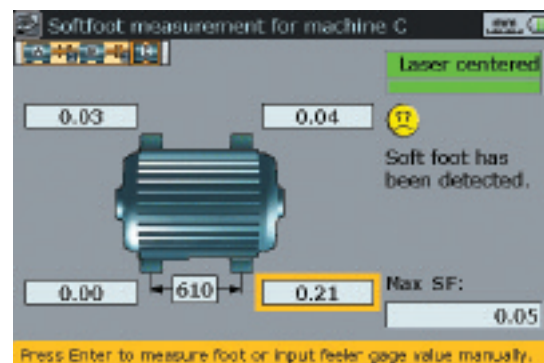 Softfoot measurement for machine C
mm
Laser centered
0.03
0.04
Soft foot has
been detected.
610
0.00
0.21
Max SF:
0.05
Press Enter to measure foot or input feeler gage value manually.